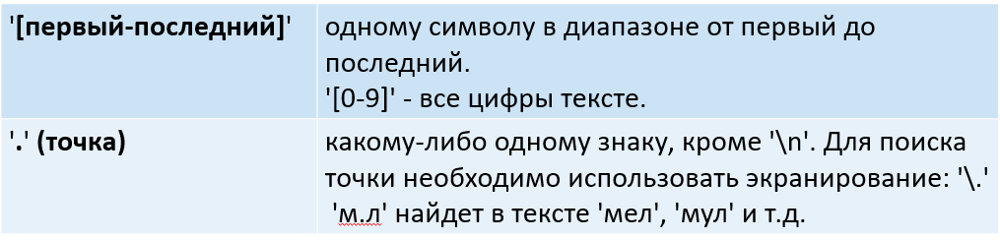 '[первый-последний]'
одному символу в диапазоне от первый до
последний.
'[0-9]' - все цифры тексте.
'.' (точка)
какому-либо одному знаку, кроме '\n'. Для поиска
точки необходимо использовать экранирование: '\.'
'м.л' найдет в тексте 'мел', 'мул' и т.д.